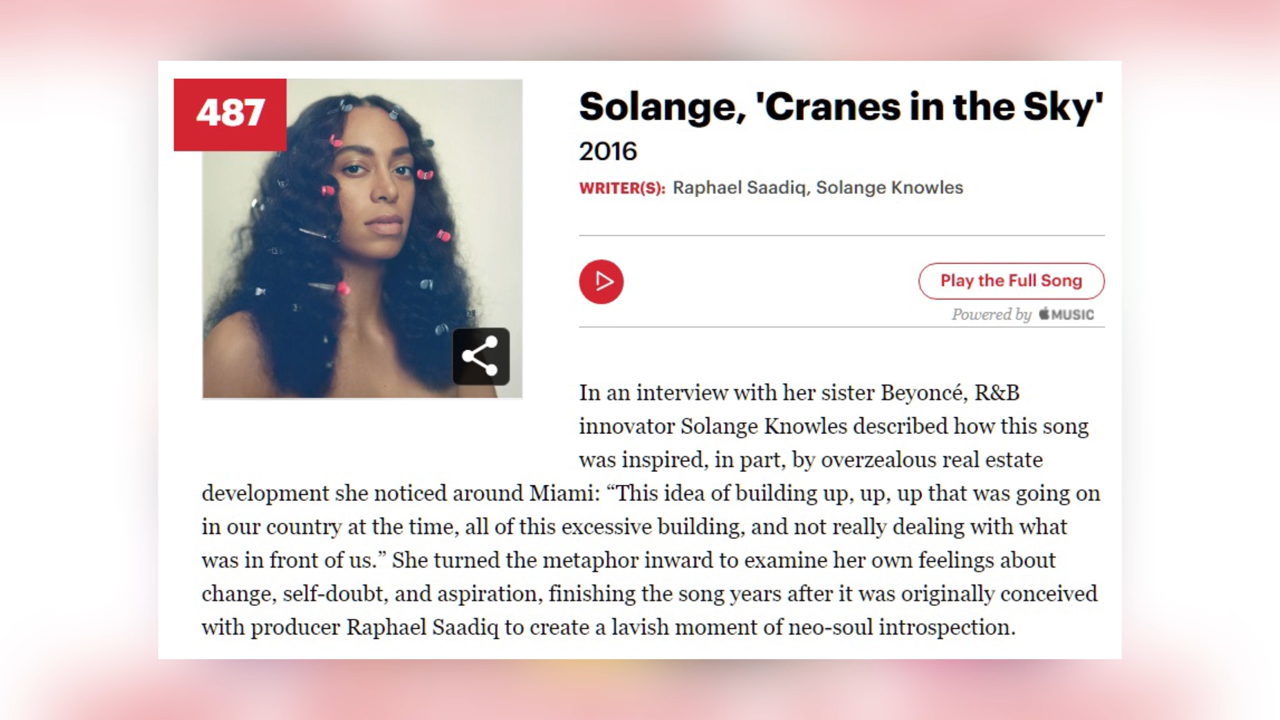 487
Solange, 'Cranes in the Sky'
2016
WRITER(S): Raphael Saadiq, Solange Knowles
Play the Full Song
Powered by MUSIC
In an interview with her sister Beyoncé, R&B
innovator Solange Knowles described how this song
was inspired, in part, by overzealous real estate
development she noticed around Miami: “This idea of building up, up, up that was going on
in our country at the time, all of this excessive building, and not really dealing with what
was in front of us.” She turned the metaphor inward to examine her own feelings about
change, self-doubt, and aspiration, finishing the song years after it was originally conceived
with producer Raphael Saadiq to create a lavish moment of neo-soul introspection.